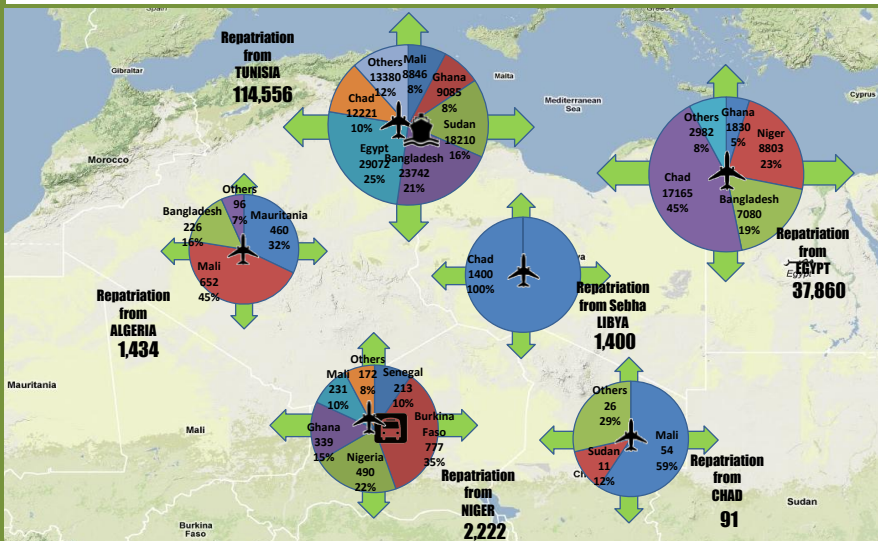 Spain
Greece
Gibraltar
Malta
Mediterranean
Sea
Cyprus
Morocco
Repatriation
from
TUNISIA
114,556
Others
13380
12%
Mali
8846
8%
Ghana
9085
8%
Sudan
18210
16%
Bangladesh
23742
21%
Egypt
29072
25%
Chad
12221
10%
Others
2982
8%
Ghana
1830
5%
Niger
8803
23%
Bangladesh
7080
19%
Chad
17165
45%
Repatriation
from
EGYPT
37,860
Egypt
Others
96
7%
Mauritania
460
32%
Bangladesh
226
16%
Mali
652
45%
Repatriation
from
ALGERIA
1,434
Chad
1400
100%
Repatriation
from Sebha
LIBYA
1,400
Others
172
8%
Senegal
213
10%
Mali
231
10%
Burkina
Faso
777
35%
Ghana
339
15%
Nigeria
490
22%
Repatriation
from
NIGER
2,222
Others
26
29%
Mali
54
59%
Sudan
11
12%
Repatriation
from
CHAD
91
Mauritania
Mali
Burkina
Faso
Sudan